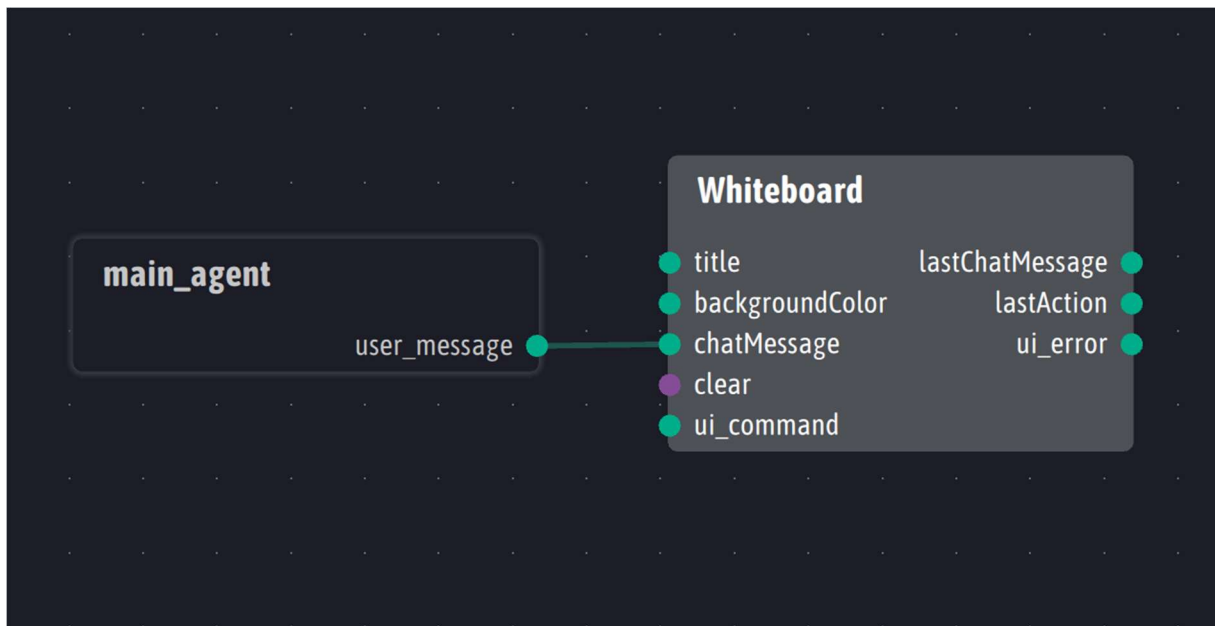 main_agent
user_message
Whiteboard
title
lastChatMessage
backgroundColor
lastAction
chatMessage
ui_error
clear
ui_command